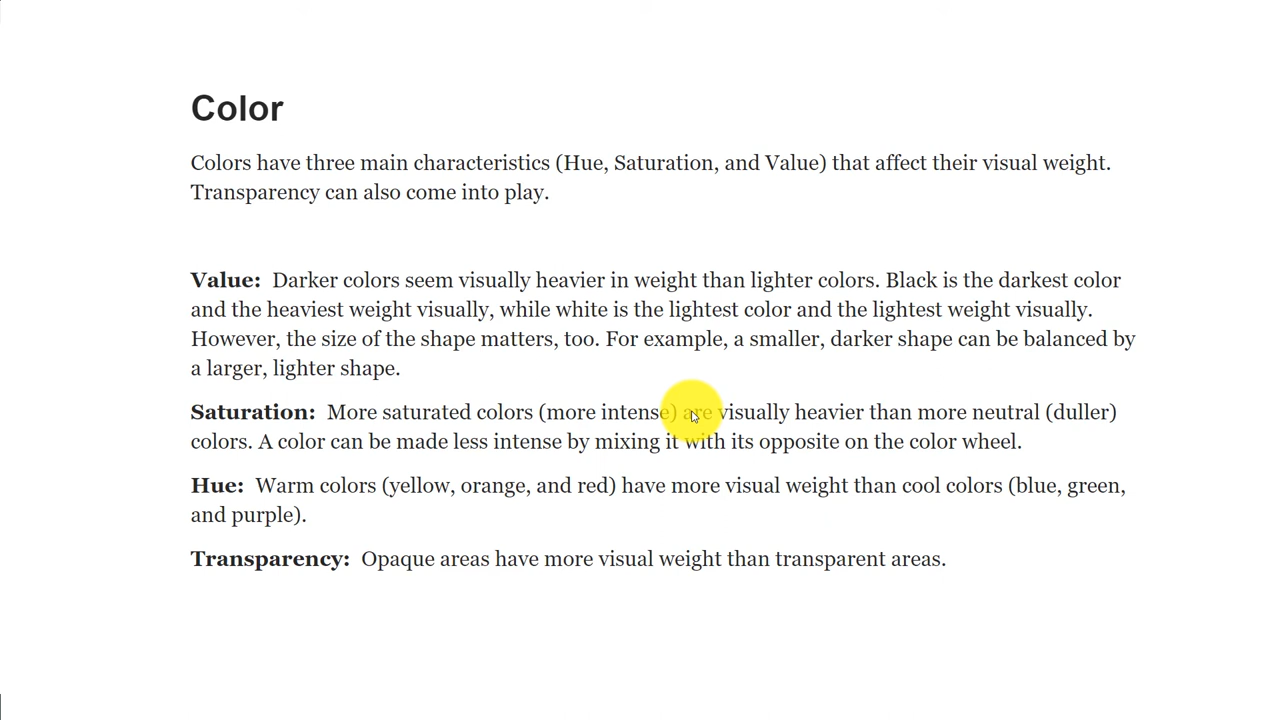 Color
Colors have three main characteristics (Hue, Saturation, and Value) that affect their visual weight.
Transparency can also come into play.
Value:  Darker colors seem visually heavier in weight than lighter colors. Black is the darkest color
and the heaviest weight visually, while white is the lightest color and the lightest weight visually.
However, the size of the shape matters, too. For example, a smaller, darker shape can be balanced by
a larger, lighter shape.
Saturation:  More saturated colors (more intense) are visually heavier than more neutral (duller)
colors. A color can be made less intense by mixing it with its opposite on the color wheel.
Hue:  Warm colors (yellow, orange, and red) have more visual weight than cool colors (blue, green,
and purple).
Transparency:  Opaque areas have more visual weight than transparent areas.